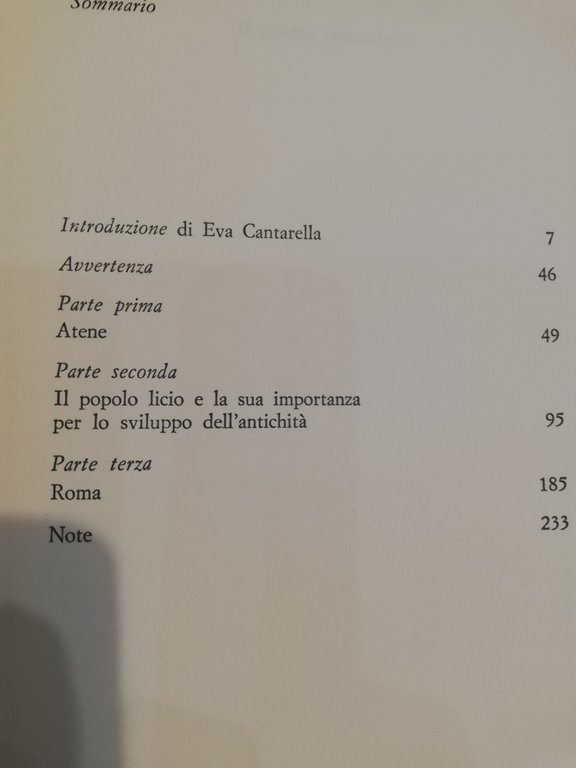 Sommario
Introduzione di Eva Cantarella 7
Avvertenza 46
Parte prima
Atene 49
Parte seconda
Il popolo licio e la sua importanza
per lo sviluppo dell'antichità 95
Parte terza
Roma 185
Note 233